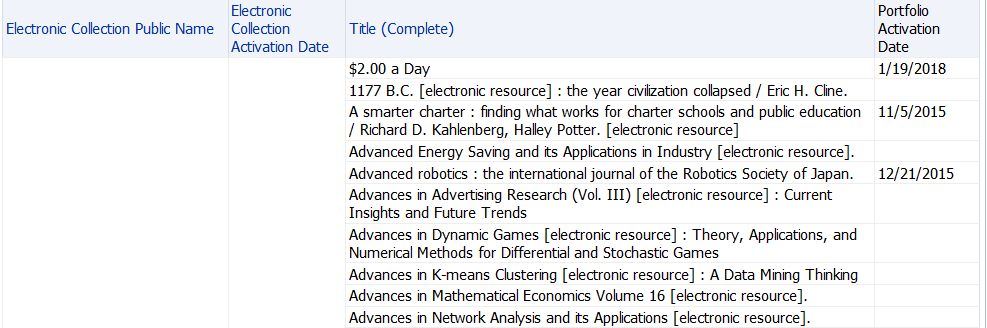 Electronic Collection Public Name
Electronic
Collection
Activation Date
Title (Complete)
Portfolio
Activation
Date
$2.00 a Day
1/19/2018
1177 B.C. [electronic resource] : the year civilization collapsed / Eric H. Cline.
A smarter charter : finding what works for charter schools and public education
/ Richard D. Kahlenberg, Halley Potter. [electronic resource]
11/5/2015
Advanced Energy Saving and its Applications in Industry [electronic resource].
Advanced robotics : the international journal of the Robotics Society of Japan.
12/21/2015
Advances in Advertising Research (Vol. III) [electronic resource] : Current
Insights and Future Trends
Advances in Dynamic Games [electronic resource] : Theory, Applications, and
Numerical Methods for Differential and Stochastic Games
Advances in K-means Clustering [electronic resource] : A Data Mining Thinking
Advances in Mathematical Economics Volume 16 [electronic resource].
Advances in Network Analysis and its Applications [electronic resource].